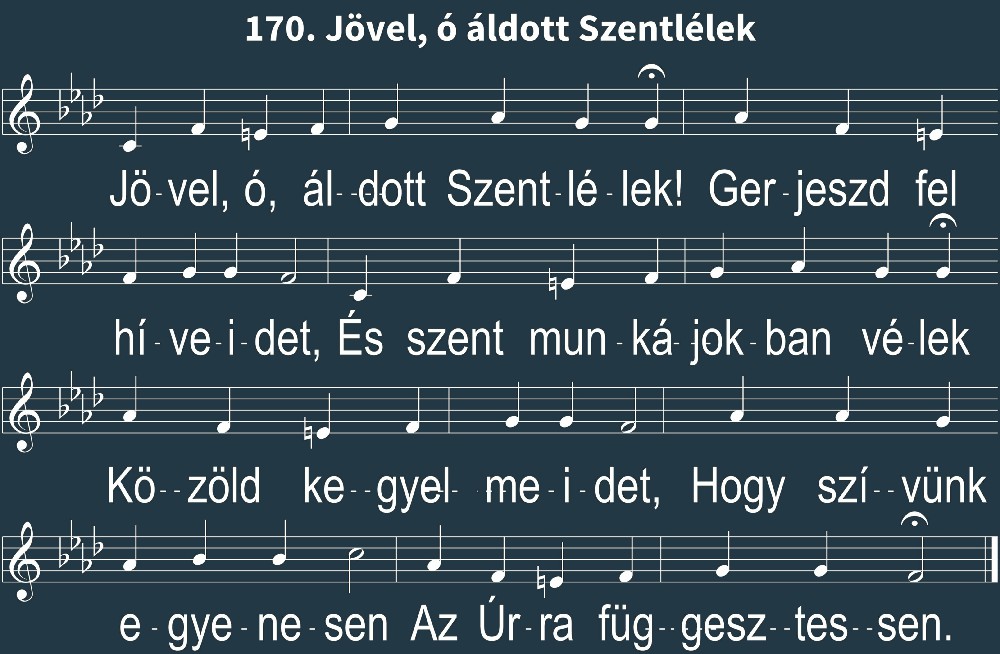 170. Jövel, ó áldott Szentlélek
Jö-vel, ó, ál--dott Szent-lé-lek! Ger-jeszd fel
hí-ve-i-det, És szent mun-ká-jok-ban vé-lek
Kö--zöld ke--gyel-me-i-det, Hogy szí--vünk
e-gye-ne-sen Az Úr-ra füg--gesz--tes--sen.